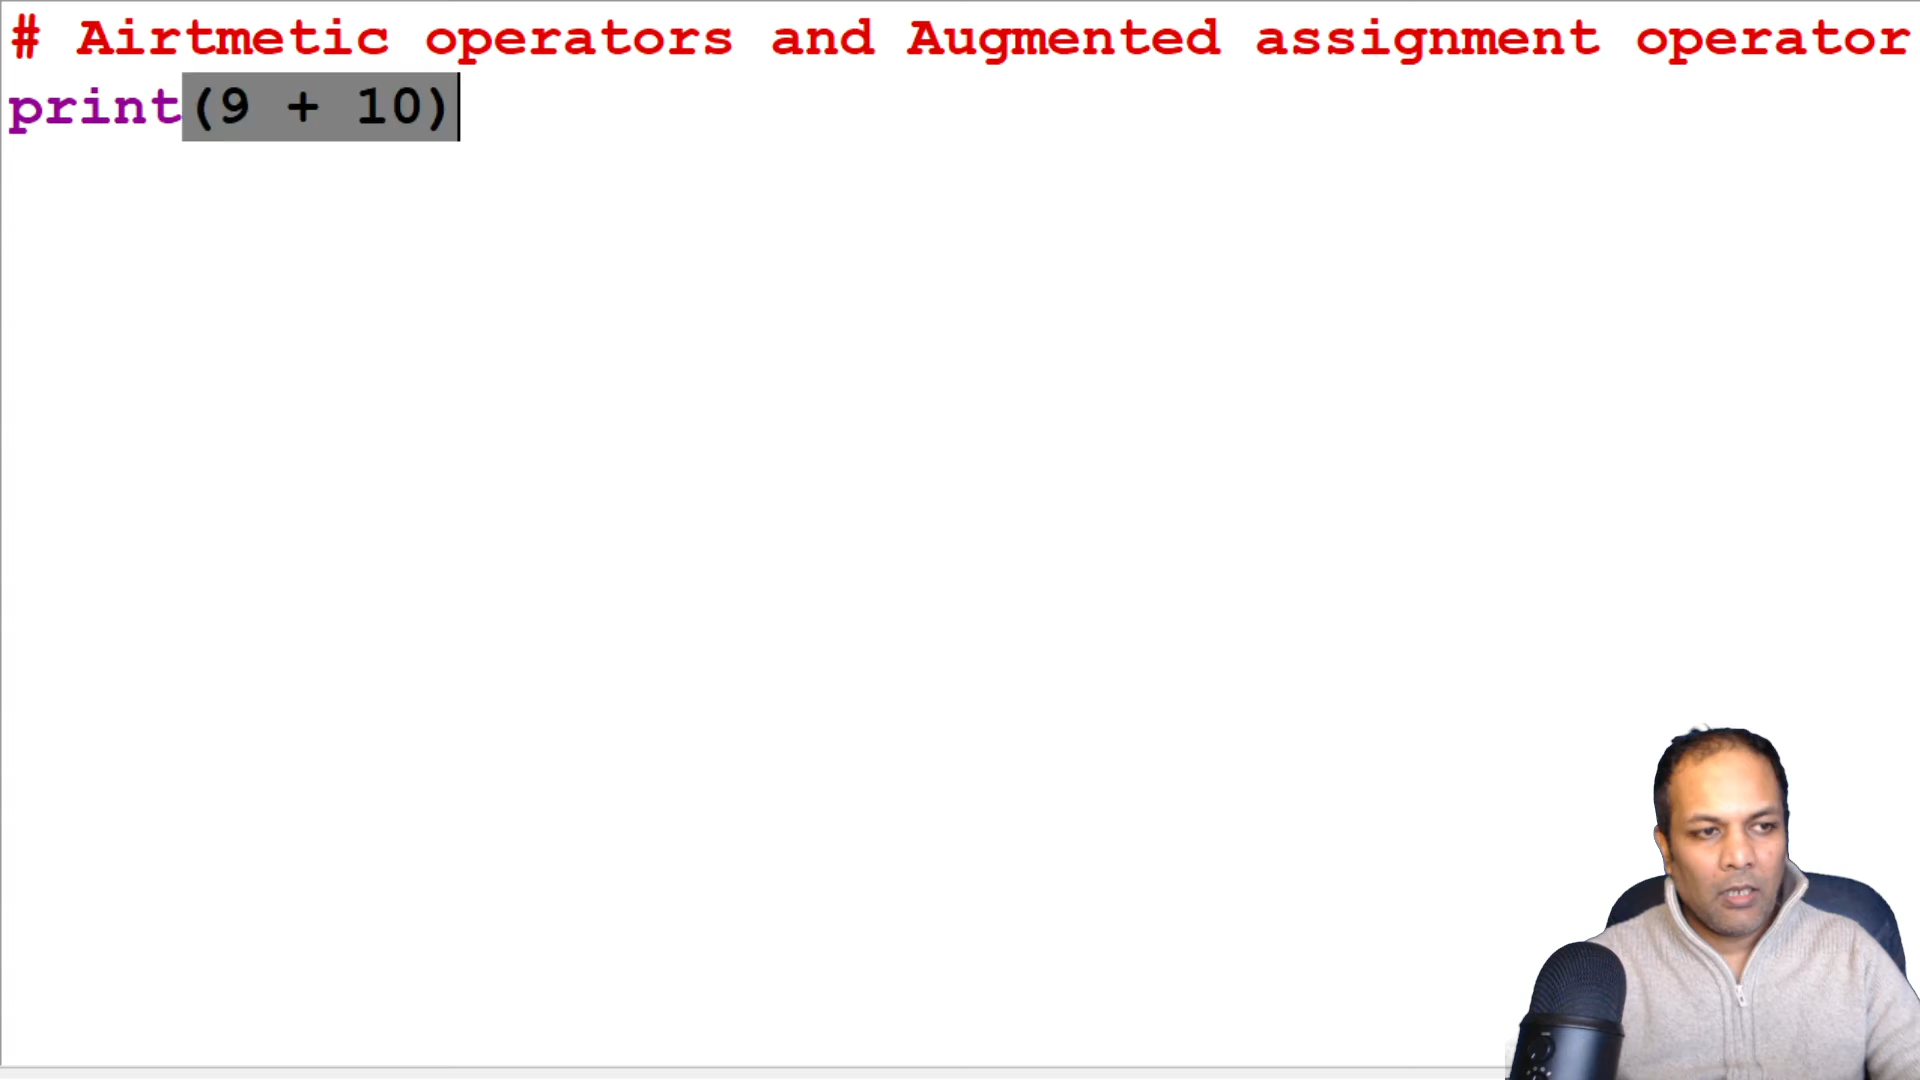 # Airtmetic operators and Augmented assignment operator
print(9 + 10)